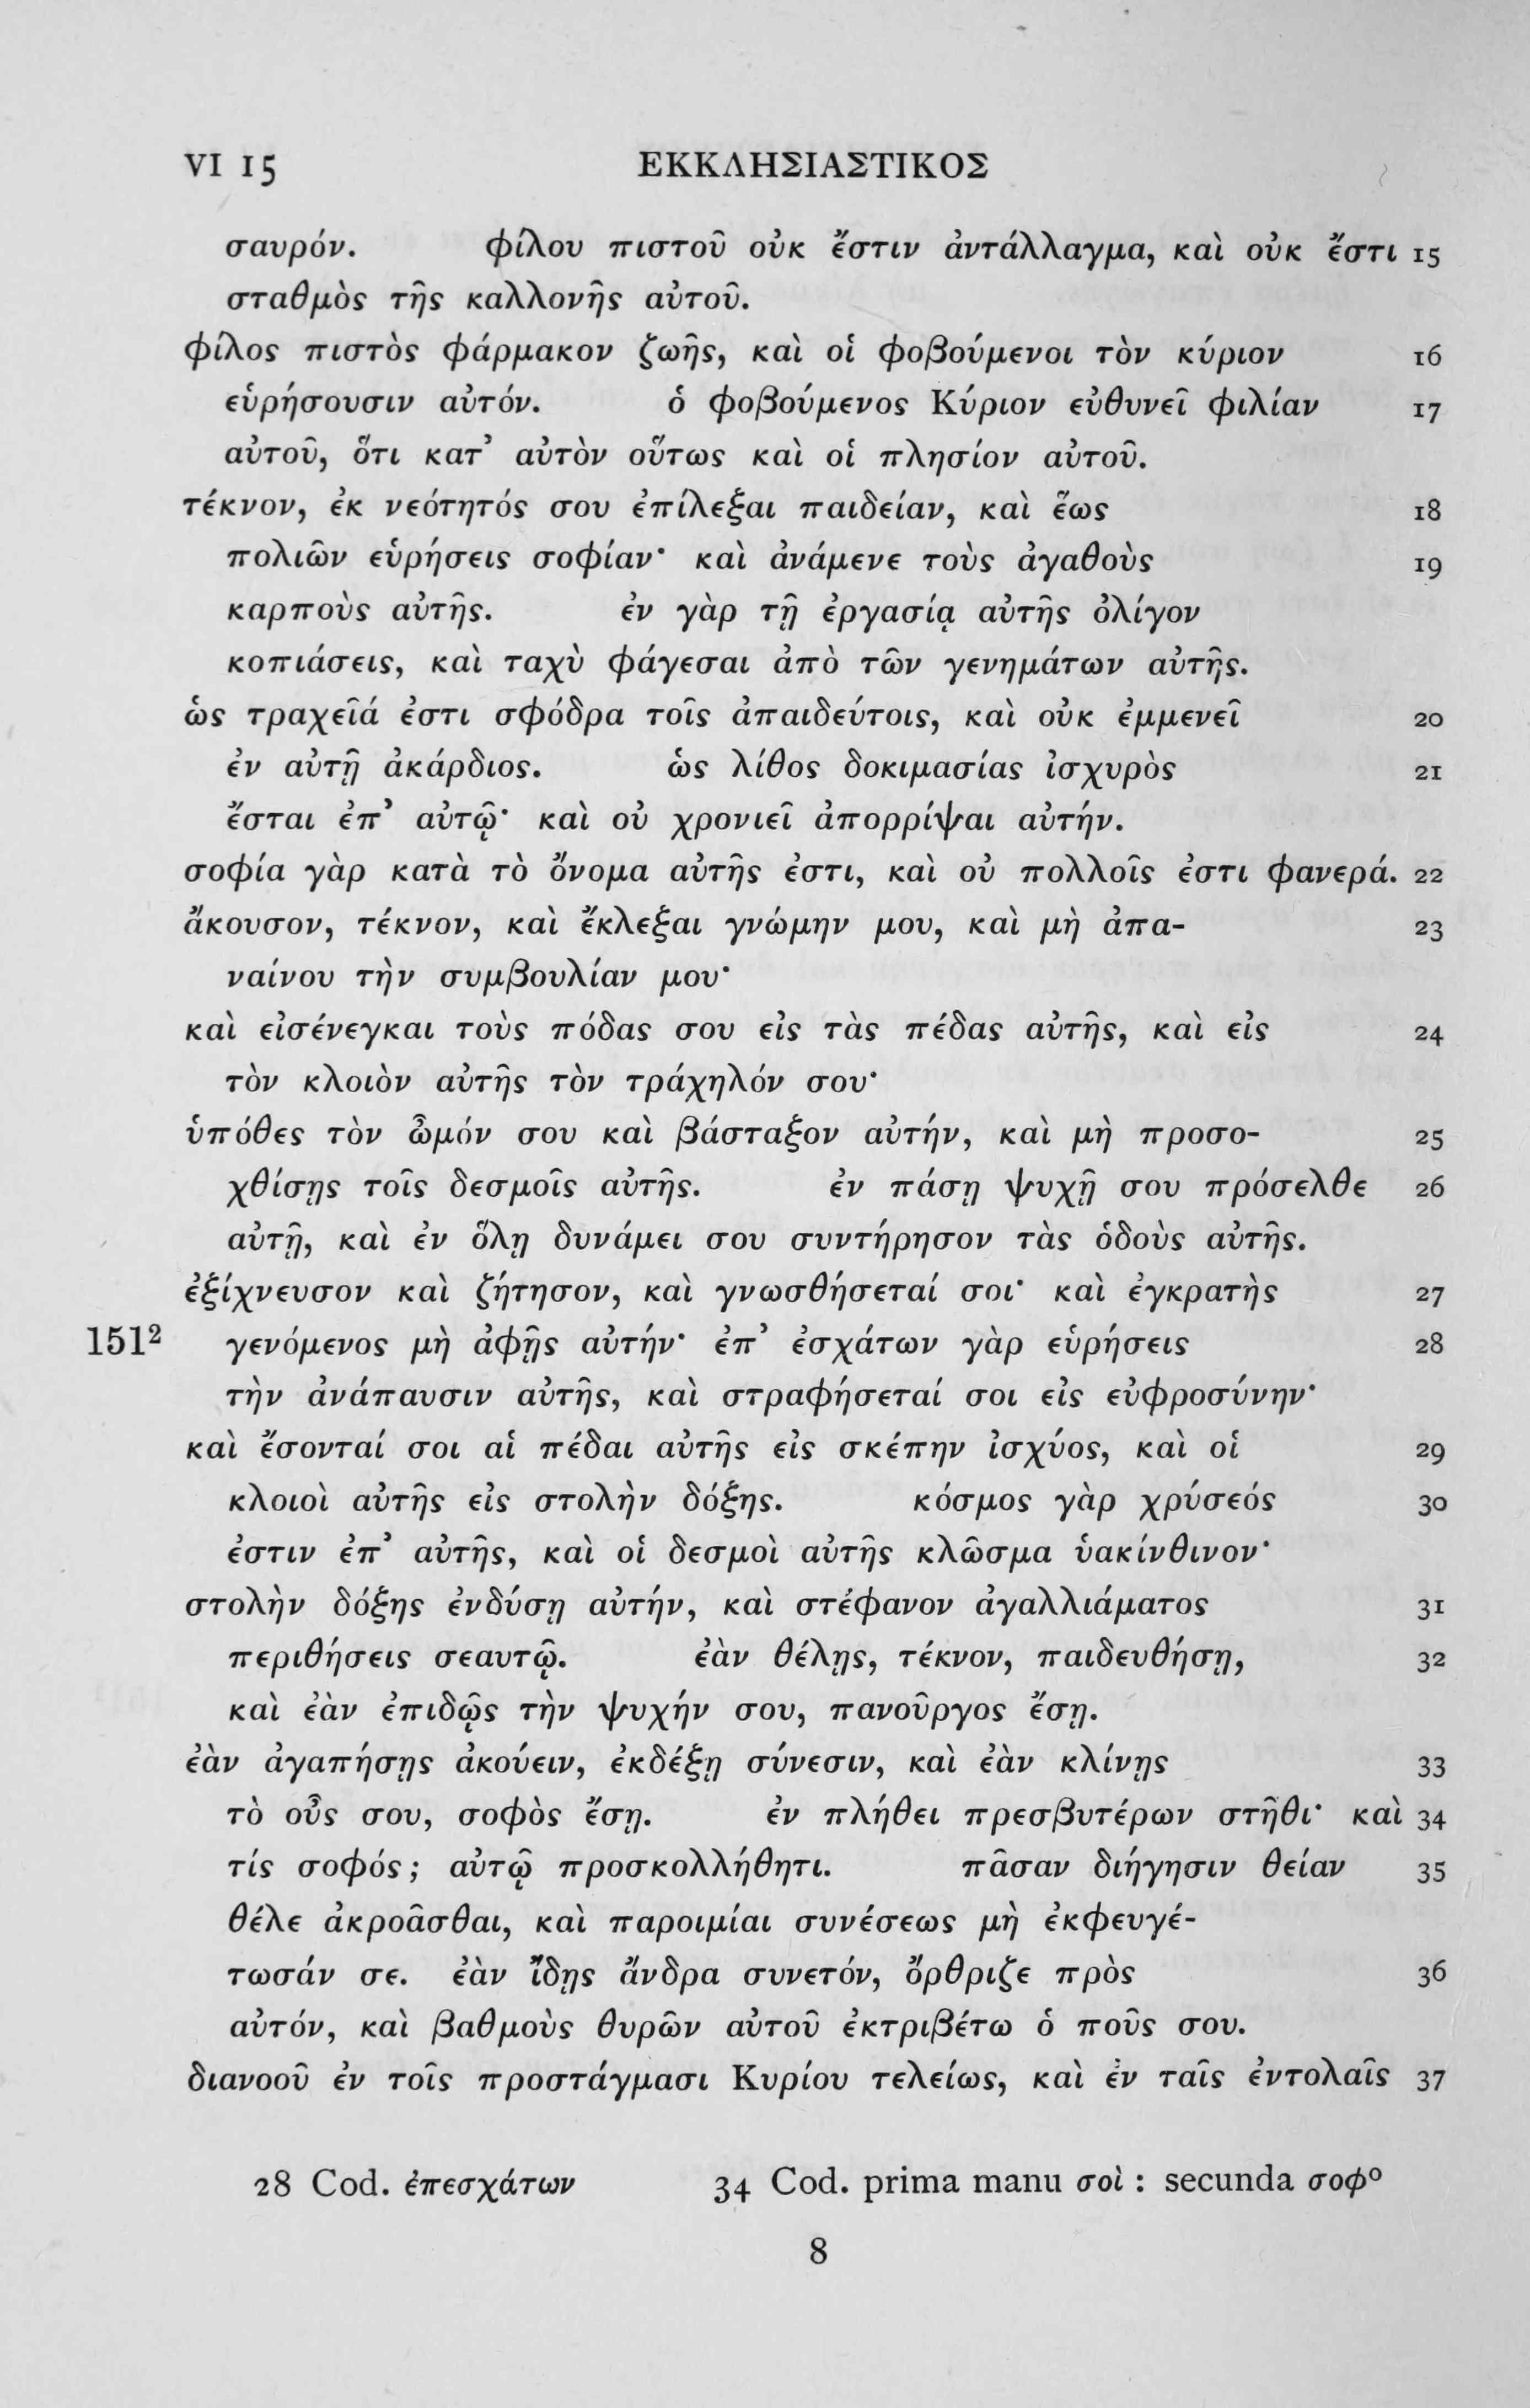 VI 15 ΕΚΚΛΗΣΙΑΣΤΙΚΟΣ
σαυρόν. φίλου πιστοῦ οὐκ ἔστιν ἀντάλλαγμα, καὶ οὐκ ἔστι 15
σταθμὸς τῆς καλλονῆς αὐτοῦ.
φίλος πιστὸς φάρμακον ζωῆς, καὶ οἱ φοβούμενοι τὸν κύριον 16
εὑρήσουσιν αὐτόν. ὁ φοβούμενος Κύριον εὐθυνεῖ φιλίαν 17
αὐτοῦ, ὅτι κατ’ αὐτὸν οὕτως καὶ οἱ πλησίον αὐτοῦ.
τέκνον, ἐκ νεότητός σου ἐπίλεξαι παιδείαν, καὶ ἕως 18
πολιῶν εὑρήσεις σοφίαν· καὶ ἀνάμενε τοὺς ἀγαθοὺς 19
καρποὺς αὐτῆς. ἐν γὰρ τῇ ἐργασίᾳ αὐτῆς ὀλίγον
κοπιάσεις, καὶ ταχὺ φάγεσαι ἀπὸ τῶν γενημάτων αὐτῆς.
ὡς τραχεῖά ἐστι σφόδρα τοῖς ἀπαιδεύτοις, καὶ οὐκ ἐμμενεῖ 20
ἐν αὐτῇ ἀκάρδιος. ὡς λίθος δοκιμασίας ἰσχυρὸς 21
ἔσται ἐπ’ αὐτῷ· καὶ οὐ χρονιεῖ ἀπορρίψαι αὐτήν.
σοφία γὰρ κατὰ τὸ ὄνομα αὐτῆς ἐστι, καὶ οὐ πολλοῖς ἐστι φανερά. 22
ἄκουσον, τέκνον, καὶ ἔκλεξαι γνώμην μου, καὶ μὴ ἀπα- 23
ναίνου τὴν συμβουλίαν μου·
καὶ εἰσένεγκαι τοὺς πόδας σου εἰς τὰς πέδας αὐτῆς, καὶ εἰς 24
τὸν κλοιὸν αὐτῆς τὸν τράχηλόν σου·
ὑπόθες τὸν ὦμόν σου καὶ βάσταξον αὐτήν, καὶ μὴ προσο- 25
χθίσῃς τοῖς δεσμοῖς αὐτῆς. ἐν πάσῃ ψυχῇ σου πρόσελθε 26
αὐτῇ, καὶ ἐν ὅλῃ δυνάμει σου συντήρησον τὰς ὁδοὺς αὐτῆς.
ἐξίχνευσον καὶ ζήτησον, καὶ γνωσθήσεταί σοι· καὶ ἐγκρατὴς 27
151² γενόμενος μὴ ἀφῇς αὐτήν· ἐπ’ ἐσχάτων γὰρ εὑρήσεις 28
τὴν ἀνάπαυσιν αὐτῆς, καὶ στραφήσεταί σοι εἰς εὐφροσύνην·
καὶ ἔσονταί σοι αἱ πέδαι αὐτῆς εἰς σκέπην ἰσχύος, καὶ οἱ 29
κλοιοὶ αὐτῆς εἰς στολὴν δόξης. κόσμος γὰρ χρύσεός 30
ἐστιν ἐπ’ αὐτῆς, καὶ οἱ δεσμοὶ αὐτῆς κλῶσμα ὑακίνθινον·
στολὴν δόξης ἐνδύσῃ αὐτήν, καὶ στέφανον ἀγαλλιάματος 31
περιθήσεις σεαυτῷ. ἐὰν θέλῃς, τέκνον, παιδευθήσῃ, 32
καὶ ἐὰν ἐπιδῷς τὴν ψυχήν σου, πανοῦργος ἔσῃ.
ἐὰν ἀγαπήσῃς ἀκούειν, ἐκδέξῃ σύνεσιν, καὶ ἐὰν κλίνῃς 33
τὸ οὖς σου, σοφὸς ἔσῃ. ἐν πλήθει πρεσβυτέρων στῆθι· καὶ 34
τίς σοφός; αὐτῷ προσκολλήθητι. πᾶσαν διήγησιν θείαν 35
θέλε ἀκροᾶσθαι, καὶ παροιμίαι συνέσεως μὴ ἐκφευγέ-
τωσάν σε. ἐὰν ἴδῃς ἄνδρα συνετόν, ὄρθριζε πρὸς 36
αὐτόν, καὶ βαθμοὺς θυρῶν αὐτοῦ ἐκτριβέτω ὁ ποῦς σου.
διανοοῦ ἐν τοῖς προστάγμασι Κυρίου τελείως, καὶ ἐν ταῖς ἐντολαῖς 37
28 Cod. ἐπεσχάτων 34 Cod. prima manu σοὶ : secunda σοφᵒ
8